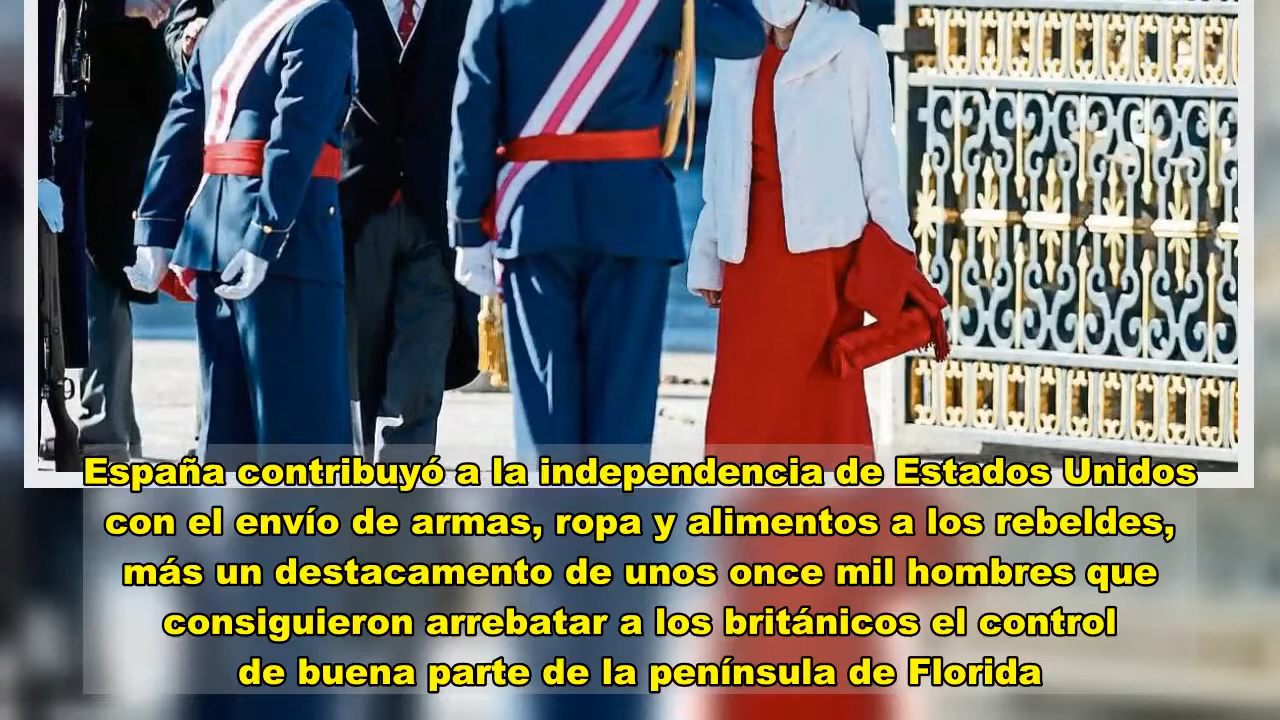 España contribuyó a la independencia de Estados Unidos
con el envío de armas, ropa y alimentos a los rebeldes,
más un destacamento de unos once mil hombres que
consiguieron arrebatar a los británicos el control
de buena parte de la península de Florida